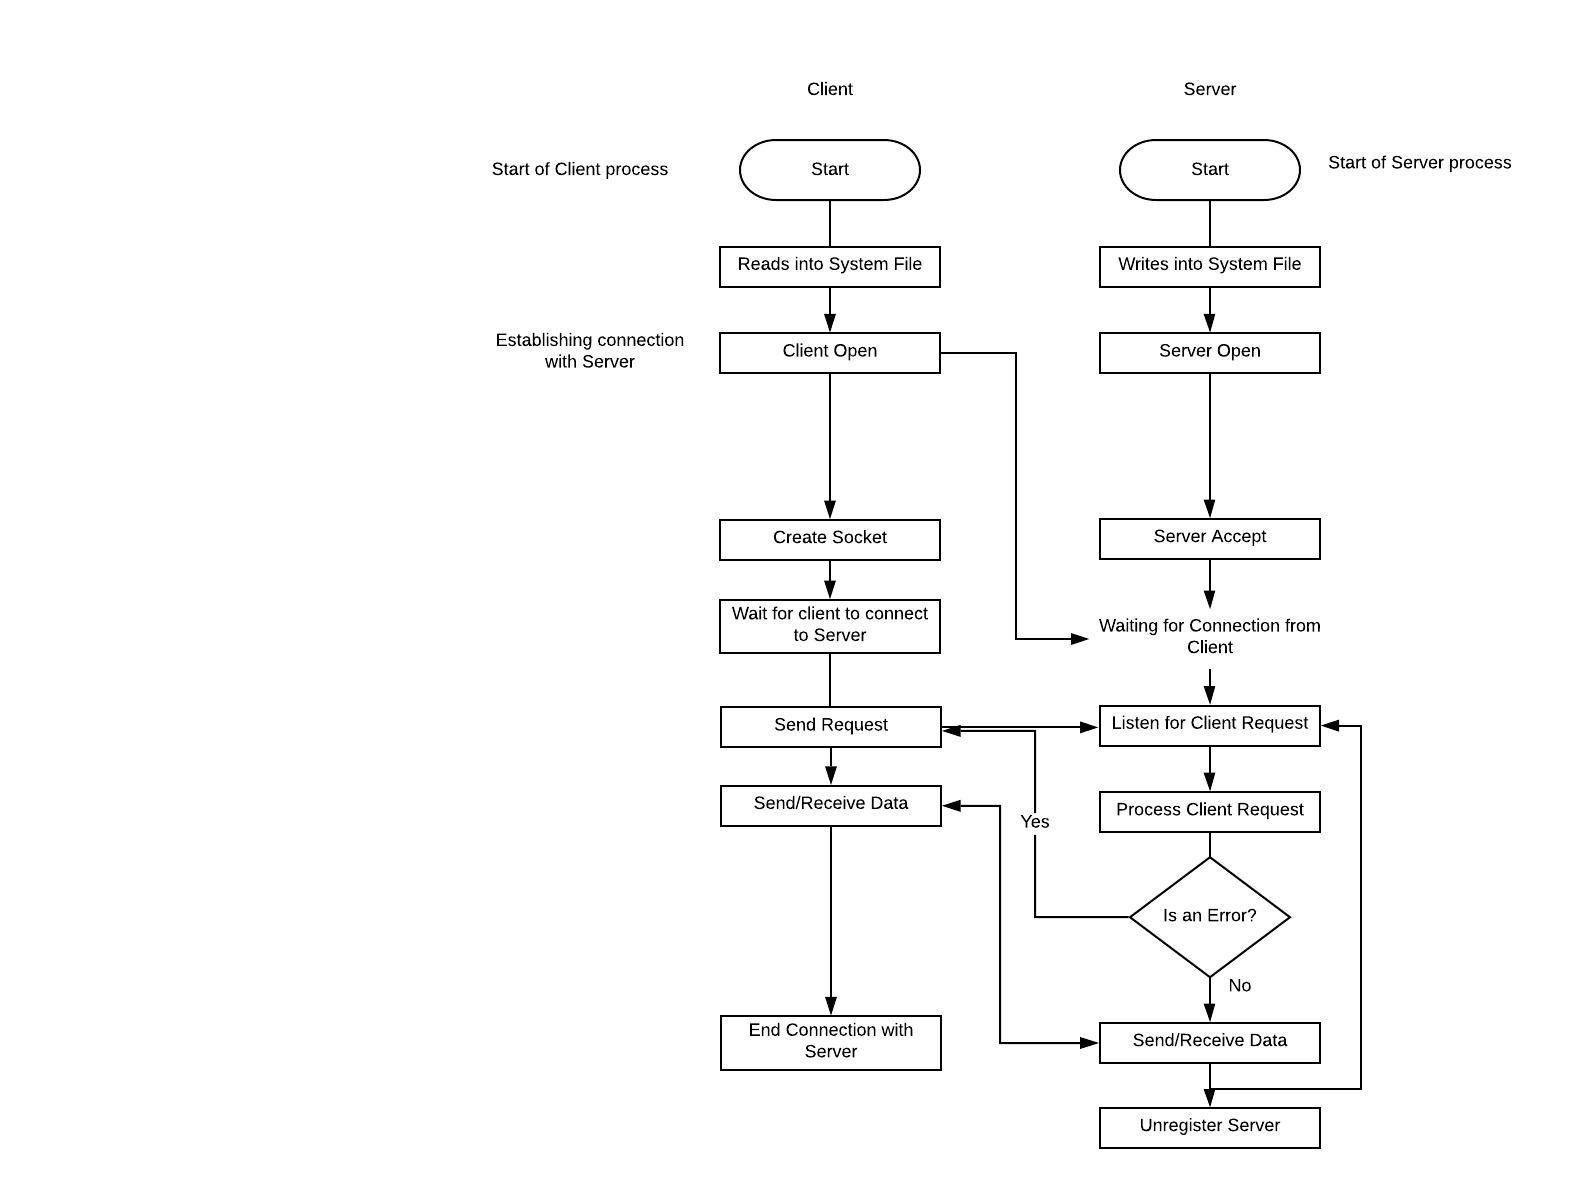 Client
Server
Start of Client process
Start
Start
Start of Server process
Reads into System File
Writes into System File
Establishing connection
with Server
Client Open
Server Open
Create Socket
Server Accept
Wait for client to connect
to Server
Waiting for Connection from
Client
Send Request
Listen for Client Request
Send/Receive Data
Process Client Request
Yes
Is an Error?
No
End Connection with
Server
Send/Receive Data
Unregister Server